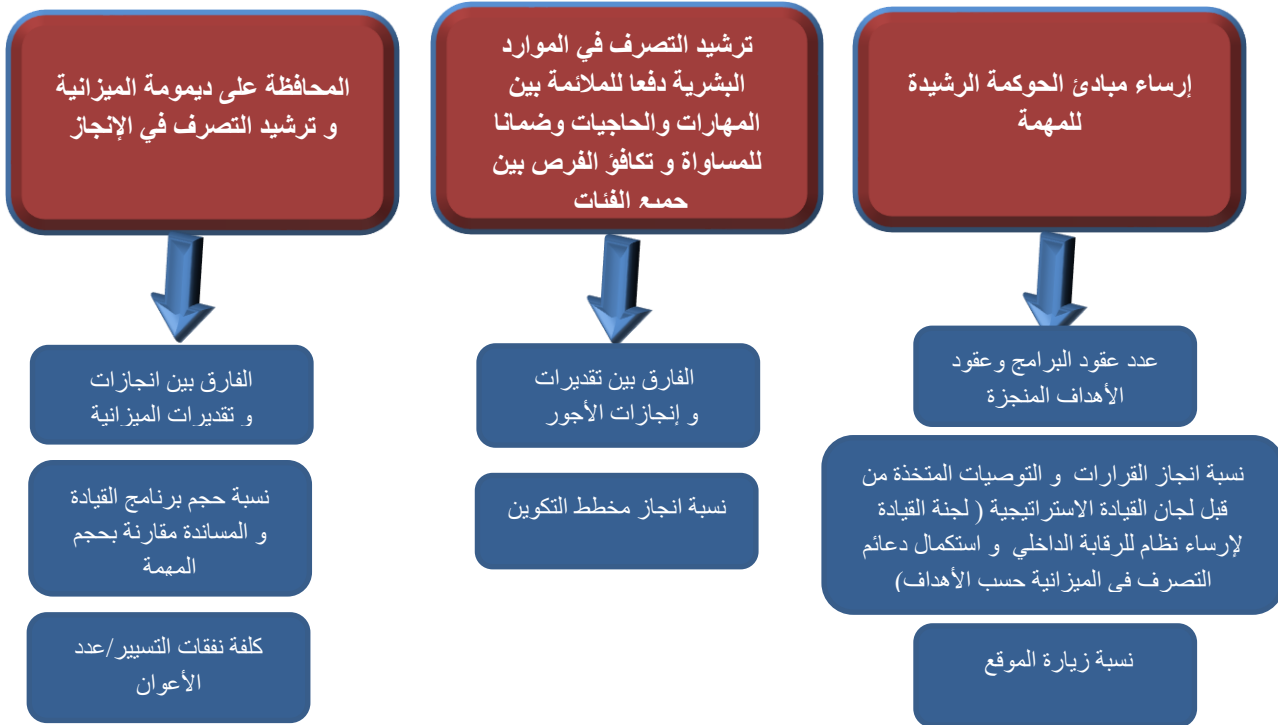 إرساء مبادئ الحوكمة الرشيدة
للمهمة
عدد عقود البرامج وعقود
الأهداف المنجزة
نسبة انجاز القرارات و التوصيات المتخذة من
قبل لجان القيادة الاستراتيجية ( لجنة القيادة
لإرساء نظام للرقابة الداخلي و استكمال دعائم
التصرف في الميزانية حسب الأهداف)
نسبة زيارة الموقع
ترشيد التصرف في الموارد
البشرية دفعا للملائمة بين
المهارات والحاجيات وضمانا
للمساواة و تكافؤ الفرص بين
جميع الفئات
الفارق بين تقديرات
و إنجازات الأجور
نسبة انجاز مخطط التكوين
المحافظة على ديمومة الميزانية
و ترشيد التصرف في الإنجاز
الفارق بين انجازات
و تقديرات الميزانية
نسبة حجم برنامج القيادة
و المساندة مقارنة بحجم
المهمة
كلفة نفقات التسيير/عدد
الأعوان